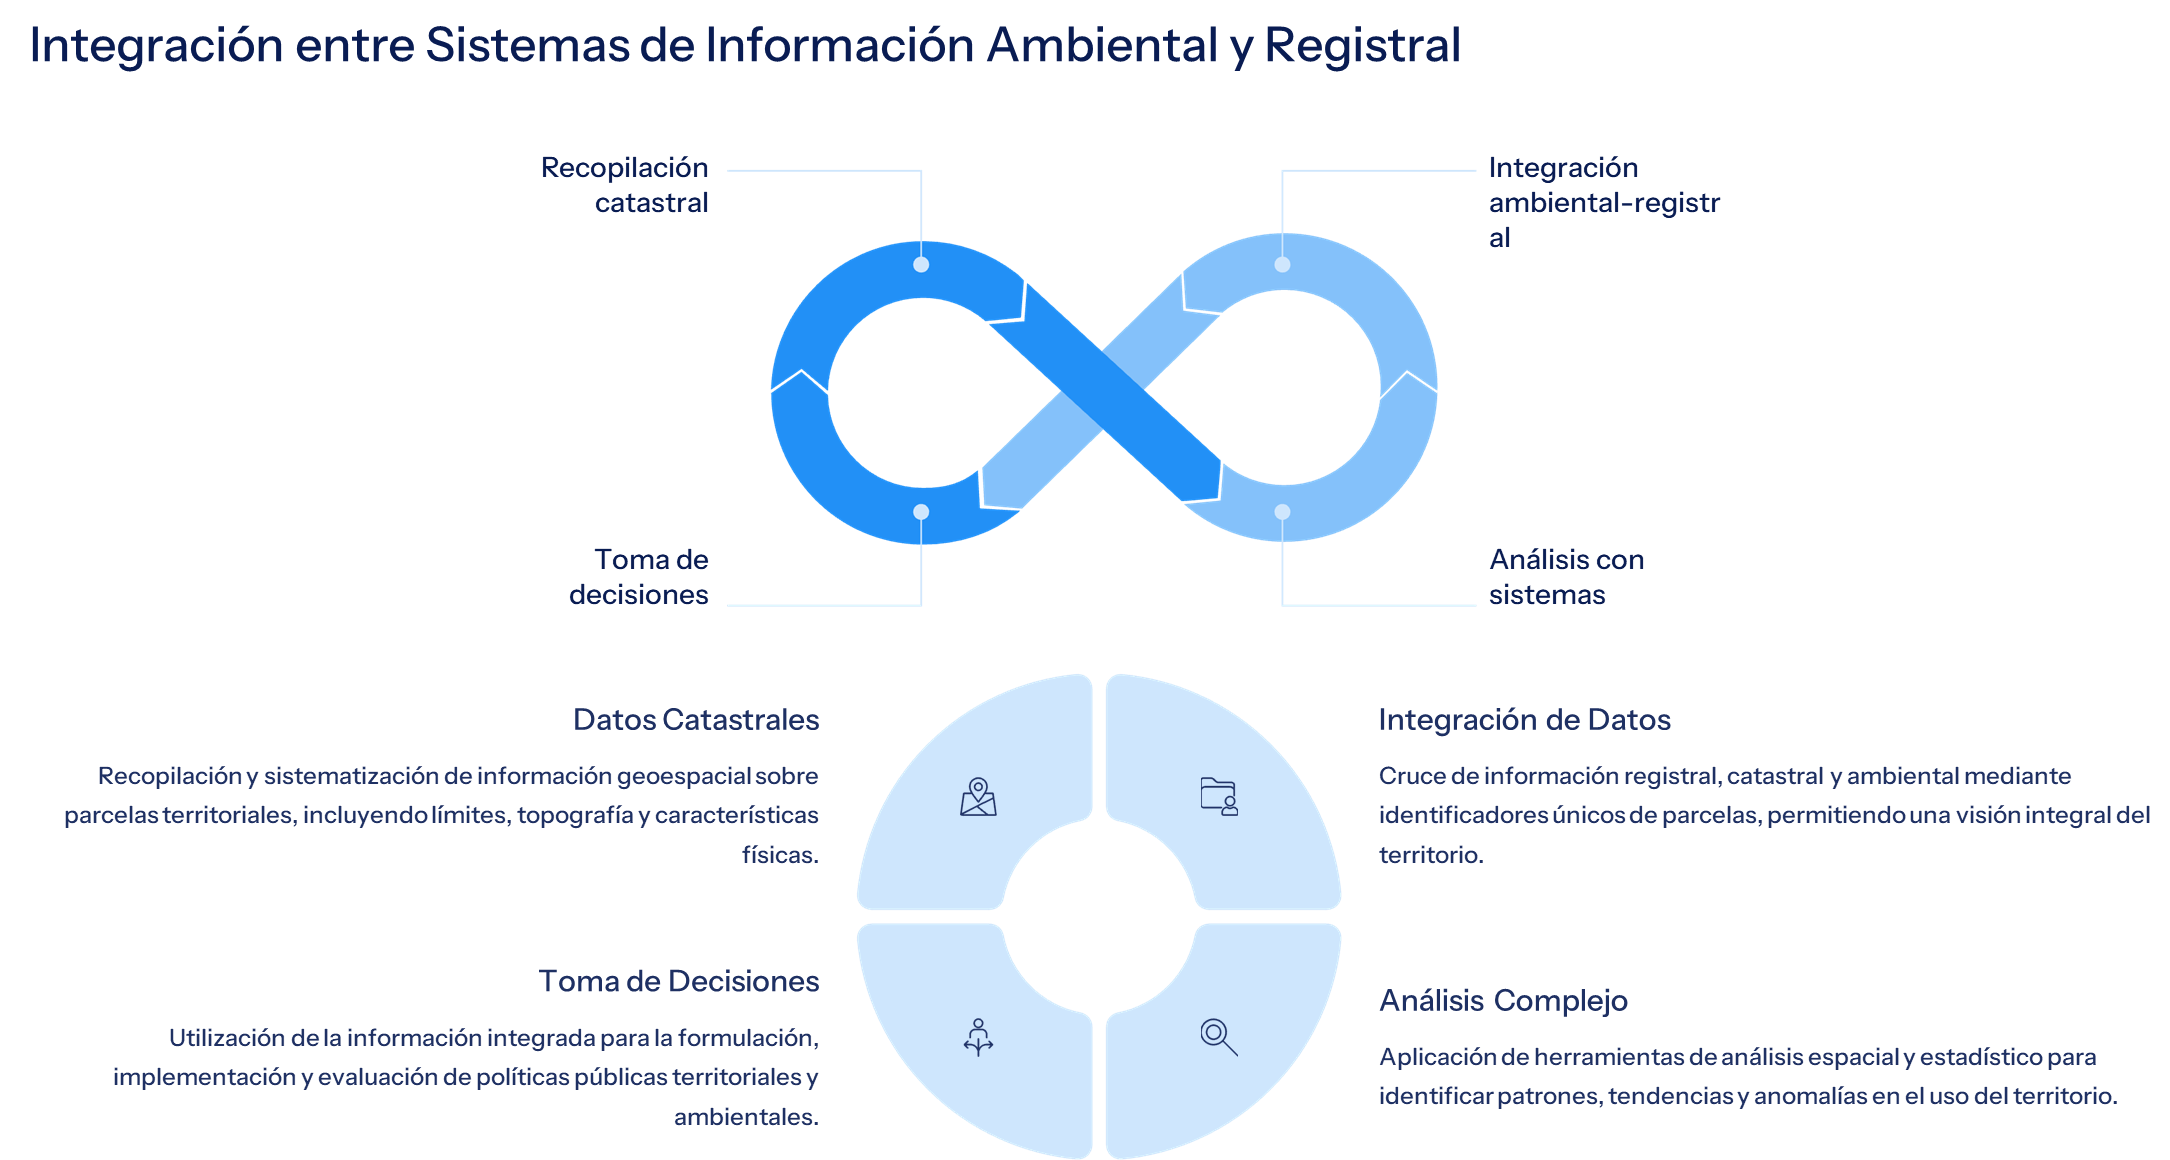 Integración entre Sistemas de Información Ambiental y Registral
Recopilación
catastral
Integración
ambiental-registr
al
Toma de
decisiones
Análisis con
sistemas
Datos Catastrales
Recopilación y sistematización de información geoespacial sobre
parcelas territoriales, incluyendo límites, topografía y características
físicas.
Integración de Datos
Cruce de información registral, catastral y ambiental mediante
identificadores únicos de parcelas, permitiendo una visión integral del
territorio.
Toma de Decisiones
Utilización de la información integrada para la formulación,
implementación y evaluación de políticas públicas territoriales y
ambientales.
Análisis Complejo
Aplicación de herramientas de análisis espacial y estadístico para
identificar patrones, tendencias y anomalías en el uso del territorio.